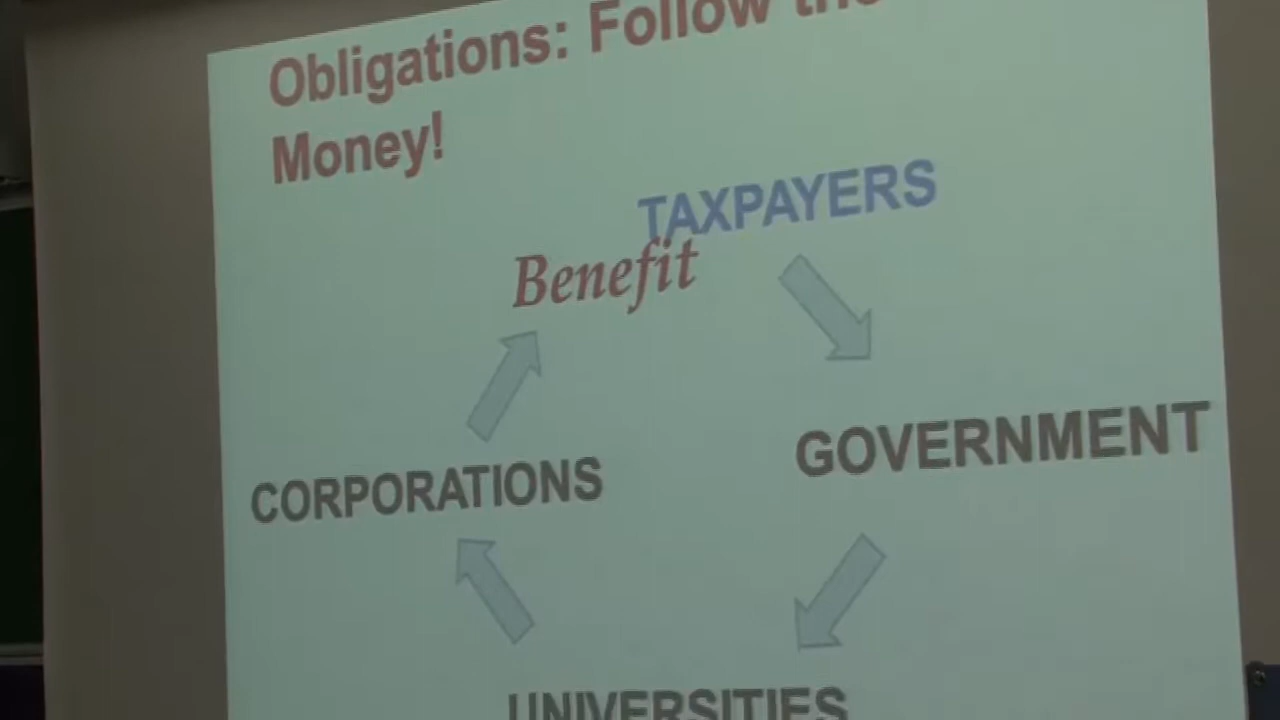 Obligations: Follow the
Money!
TAXPAYERS
Benefit
GOVERNMENT
CORPORATIONS
UNIVERSITIES